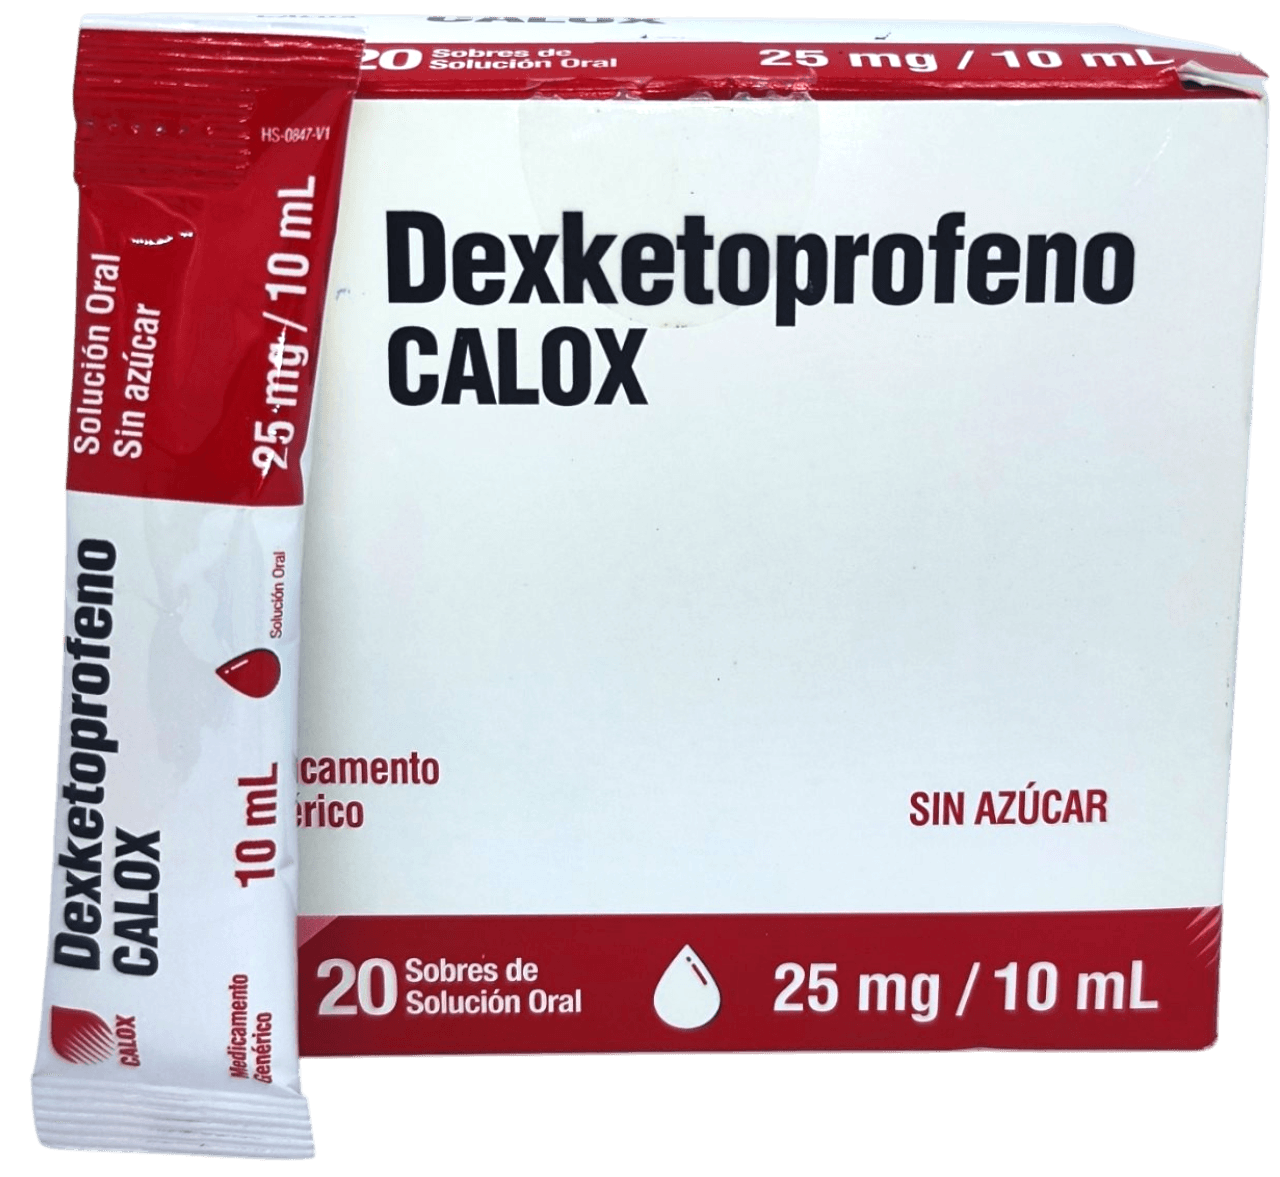 CALOX
20 Sobres de
Solución Oral
25 mg / 10 mL
Dexketoprofeno
CALOX
SIN AZÚCAR
20 Sobres de
Solución Oral
25 mg / 10 mL
HS-0847-V1
Solución Oral
Sin azúcar
25 mg / 10 mL
Dexketoprofeno
CALOX
Solución Oral
10 mL
CALOX
Medicamento
Genérico